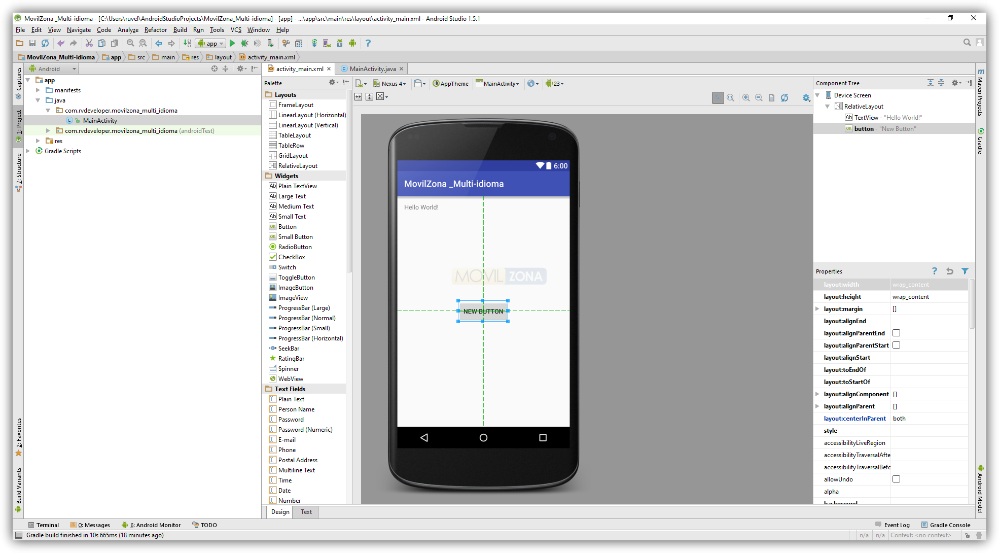 MovilZona _Multi-idioma - [C:\Users\ruvel\AndroidStudioProjects\MovilZona_Multi-idioma] - [app] - ...\app\src\main\res\layout\activity_main.xml - Android Studio 1.5.1
File Edit View Navigate Code Analyze Refactor Build Run Tools VCS Window Help
app
MovilZona_Multi-idioma app src main res layout activity_main.xml
Captures
1: Project
7: Structure
2: Favorites
Build Variants
Android
app
manifests
java
com.rvdeveloper.movilzona_multi_idioma
MainActivity
com.rvdeveloper.movilzona_multi_idioma (androidTest)
res
Gradle Scripts
activity_main.xml MainActivity.java
Palette
Layouts
FrameLayout
LinearLayout (Horizontal)
LinearLayout (Vertical)
TableLayout
TableRow
GridLayout
RelativeLayout
Widgets
Ab Plain TextView
Ab Large Text
Ab Medium Text
Ab Small Text
OK Button
OK Small Button
RadioButton
CheckBox
Switch
ToggleButton
ImageButton
ImageView
ProgressBar (Large)
ProgressBar (Normal)
ProgressBar (Small)
ProgressBar (Horizontal)
SeekBar
RatingBar
Spinner
WebView
Text Fields
Plain Text
Person Name
Password
Password (Numeric)
E-mail
Phone
Postal Address
Multiline Text
Time
Date
Number
Nexus 4 AppTheme MainActivity 23
6:00
MovilZona _Multi-idioma
Hello World!
MOVILZONA
NEW BUTTON
Design Text
Component Tree
Device Screen
RelativeLayout
Ab TextView - "Hello World!"
OK button - "New Button"
Properties
layout:width wrap_content
layout:height wrap_content
layout:margin []
layout:alignEnd
layout:alignParentEnd
layout:alignParentStart
layout:alignStart
layout:toEndOf
layout:toStartOf
layout:alignComponent []
layout:alignParent []
layout:centerInParent both
style
accessibilityLiveRegion
accessibilityTraversalAfte
accessibilityTraversalBefo
allowUndo
alpha
background
Maven Projects
Gradle
Android Model
Terminal 0: Messages 6: Android Monitor TODO Event Log Gradle Console
Gradle build finished in 10s 665ms (18 minutes ago) n/a n/a Context: <no context>